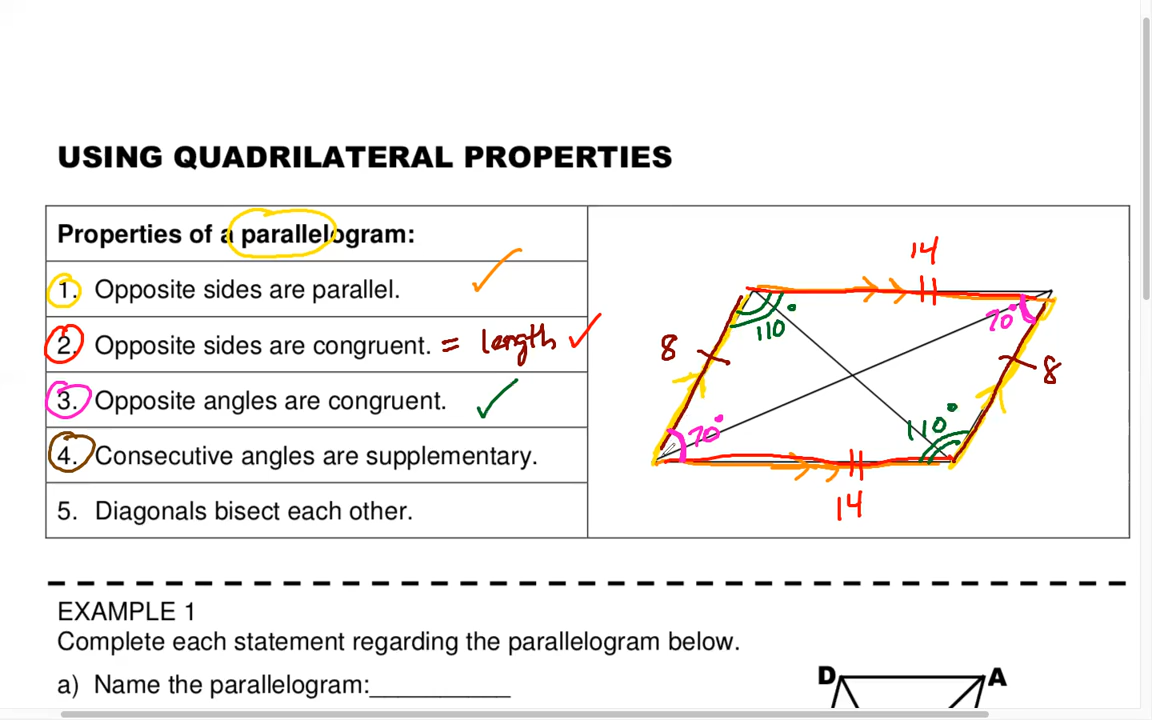 USING QUADRILATERAL PROPERTIES
Properties of a parallelogram:
1. Opposite sides are parallel.
2. Opposite sides are congruent. = length
3. Opposite angles are congruent.
4. Consecutive angles are supplementary.
5. Diagonals bisect each other.
14
110°
70°
8
8
70°
110°
14
EXAMPLE 1
Complete each statement regarding the parallelogram below.
a) Name the parallelogram:__________
D A